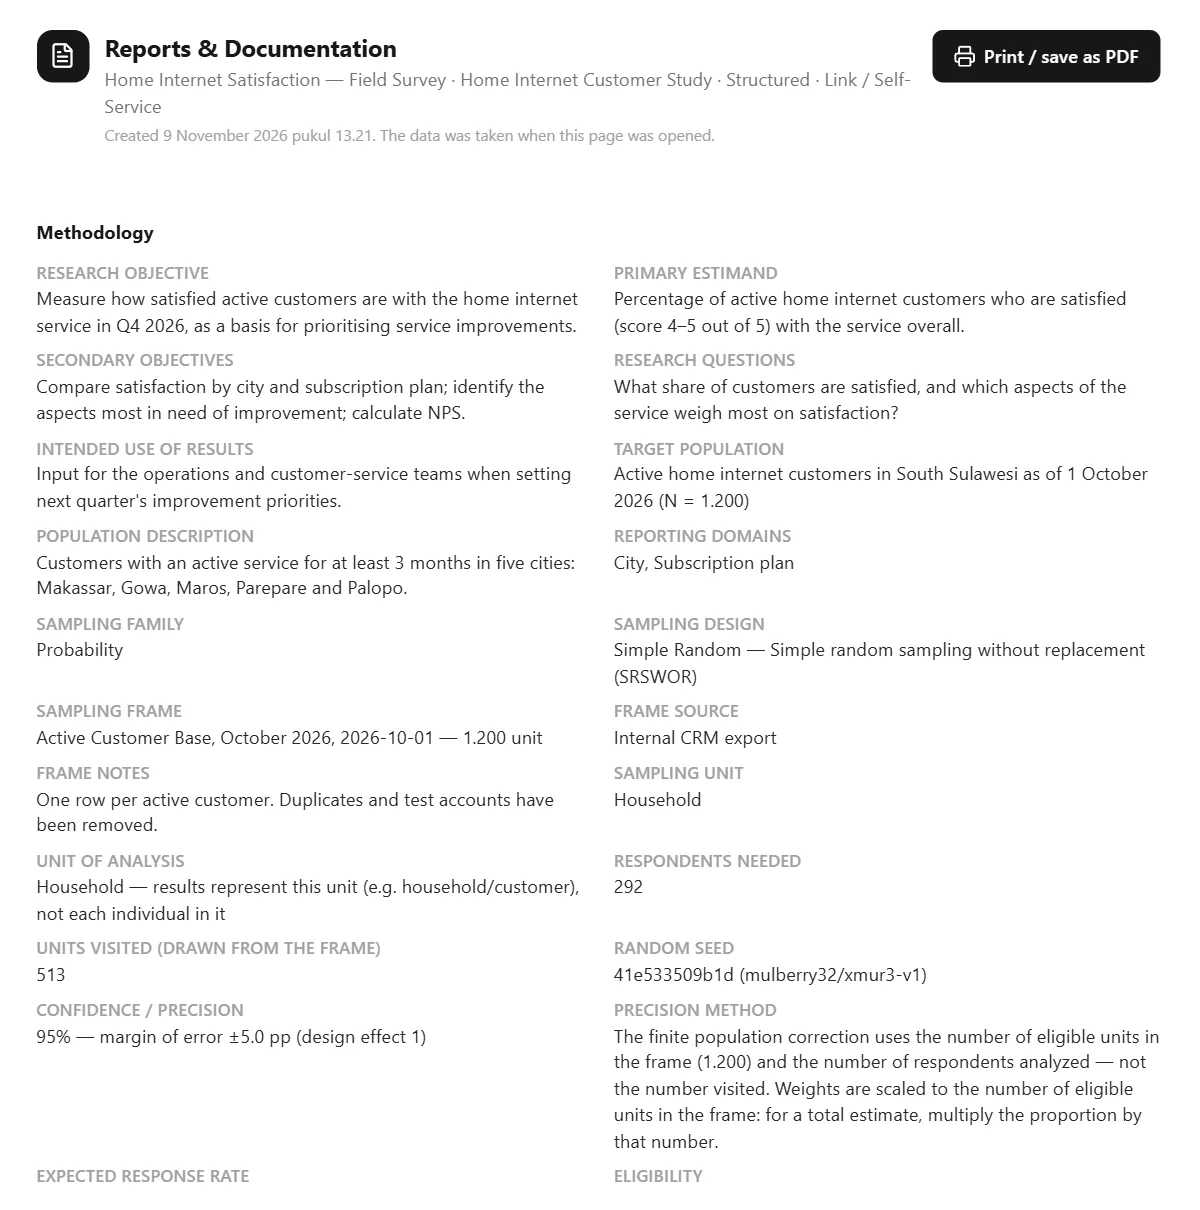 Reports & Documentation
Print / save as PDF
Home Internet Satisfaction — Field Survey · Home Internet Customer Study · Structured · Link / Self-
Service
Created 9 November 2026 pukul 13.21. The data was taken when this page was opened.
Methodology
RESEARCH OBJECTIVE
Measure how satisfied active customers are with the home internet
service in Q4 2026, as a basis for prioritising service improvements.
PRIMARY ESTIMAND
Percentage of active home internet customers who are satisfied
(score 4–5 out of 5) with the service overall.
SECONDARY OBJECTIVES
Compare satisfaction by city and subscription plan; identify the
aspects most in need of improvement; calculate NPS.
RESEARCH QUESTIONS
What share of customers are satisfied, and which aspects of the
service weigh most on satisfaction?
INTENDED USE OF RESULTS
Input for the operations and customer-service teams when setting
next quarter's improvement priorities.
TARGET POPULATION
Active home internet customers in South Sulawesi as of 1 October
2026 (N = 1.200)
POPULATION DESCRIPTION
Customers with an active service for at least 3 months in five cities:
Makassar, Gowa, Maros, Parepare and Palopo.
REPORTING DOMAINS
City, Subscription plan
SAMPLING FAMILY
Probability
SAMPLING DESIGN
Simple Random — Simple random sampling without replacement
(SRSWOR)
SAMPLING FRAME
Active Customer Base, October 2026, 2026-10-01 — 1.200 unit
FRAME SOURCE
Internal CRM export
FRAME NOTES
One row per active customer. Duplicates and test accounts have
been removed.
SAMPLING UNIT
Household
UNIT OF ANALYSIS
Household — results represent this unit (e.g. household/customer),
not each individual in it
RESPONDENTS NEEDED
292
UNITS VISITED (DRAWN FROM THE FRAME)
513
RANDOM SEED
41e533509b1d (mulberry32/xmur3-v1)
CONFIDENCE / PRECISION
95% — margin of error ±5.0 pp (design effect 1)
PRECISION METHOD
The finite population correction uses the number of eligible units in
the frame (1.200) and the number of respondents analyzed — not
the number visited. Weights are scaled to the number of eligible
units in the frame: for a total estimate, multiply the proportion by
that number.
EXPECTED RESPONSE RATE
ELIGIBILITY